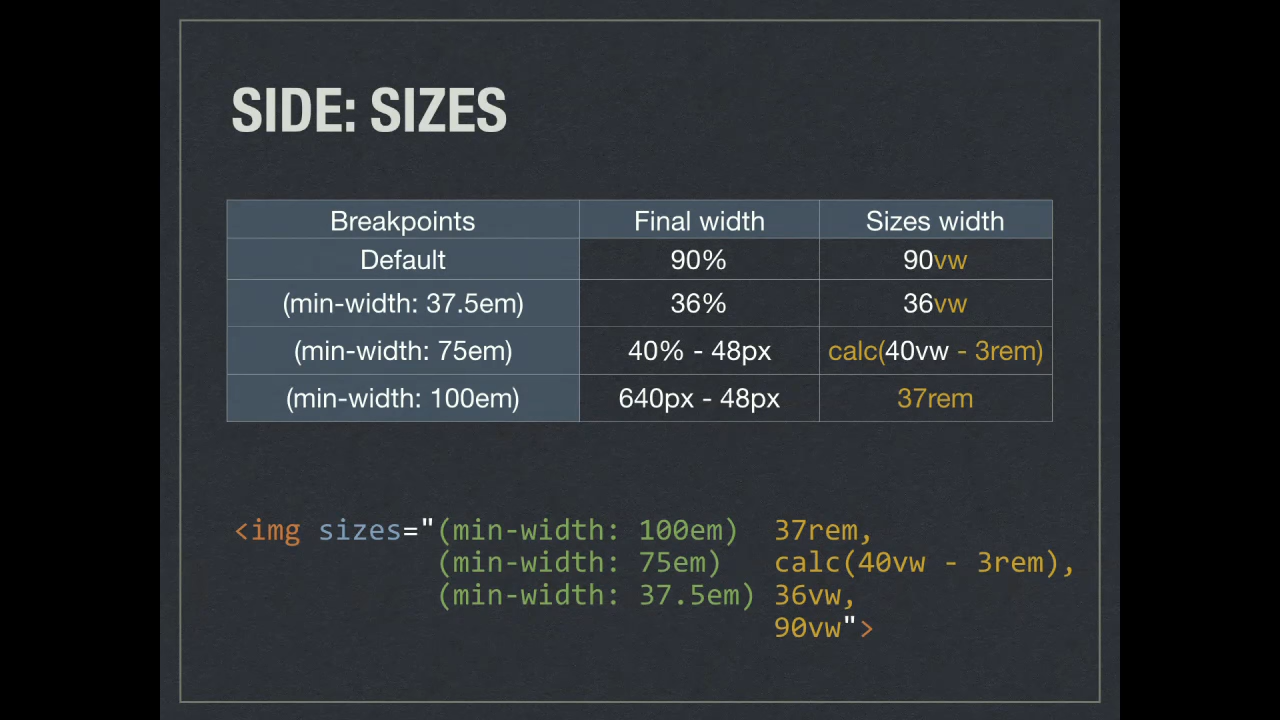 SIDE: SIZES
Breakpoints Final width Sizes width
Default 90% 90vw
(min-width: 37.5em) 36% 36vw
(min-width: 75em) 40% - 48px calc(40vw - 3rem)
(min-width: 100em) 640px - 48px 37rem
<img sizes="(min-width: 100em) 37rem,
(min-width: 75em) calc(40vw - 3rem),
(min-width: 37.5em) 36vw,
90vw">